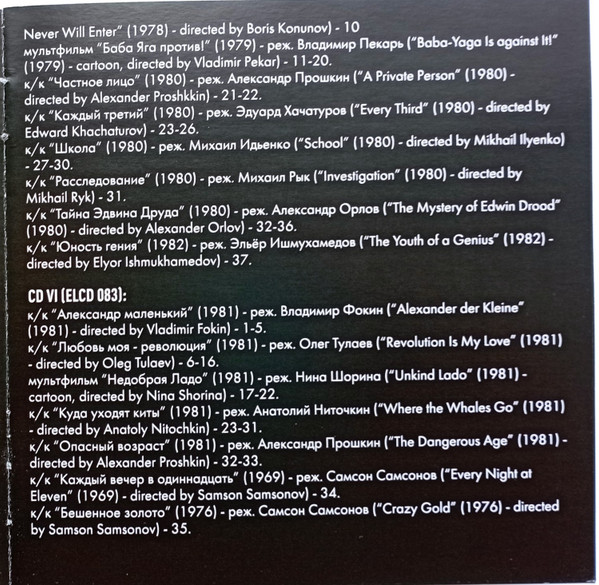 Never Will Enter" (1978) - directed by Boris Konunov) - 10
мультфильм "Баба Яга против!" (1979) - реж. Владимир Пекарь ("Baba-Yaga Is against It!"
(1979) - cartoon, directed by Vladimir Pekar) - 11-20.
к/к "Частное лицо" (1980) - реж. Александр Прошкин ("A Private Person" (1980) -
directed by Alexander Proshkkin) - 21-22.
к/к "Каждый третий" (1980) - реж. Эдуард Хачатуров ("Every Third" (1980) - directed by
Edward Khachaturov) - 23-26.
к/к "Школа" (1980) - реж. Михаил Идьенко ("School" (1980) - directed by Mikhail Ilyenko)
- 27-30.
к/к "Расследование" (1980) - реж. Михаил Рык ("Investigation" (1980) - directed by
Mikhail Ryk) - 31.
к/к "Тайна Эдвина Друда" (1980) - реж. Александр Орлов ("The Mystery of Edwin Drood"
(1980) - directed by Alexander Orlov) - 32-36.
к/к "Юность гения" (1982) - реж. Эльёр Ишмухамедов ("The Youth of a Genius" (1982) -
directed by Elyor Ishmukhamedov) - 37.
CD VI (ELCD 083):
к/к "Александр маленький" (1981) - реж. Владимир Фокин ("Alexander der Kleine"
(1981) - directed by Vladimir Fokin) - 1-5.
к/к "Любовь моя - революция" (1981) - реж. Олег Тулаев ("Revolution Is My Love" (1981)
- directed by Oleg Tulaev) - 6-16.
мультфильм "Недобрая Ладо" (1981) - реж. Нина Шорина ("Unkind Lado" (1981) -
cartoon, directed by Nina Shorina) - 17-22.
к/к "Куда уходят киты" (1981) - реж. Анатолий Ниточкин ("Where the Whales Go" (1981)
- directed by Anatoly Nitochkin) - 23-31.
к/к "Опасный возраст" (1981) - реж. Александр Прошкин ("The Dangerous Age" (1981) -
directed by Alexander Proshkin) - 32-33.
к/к "Каждый вечер в одиннадцать" (1969) - реж. Самсон Самсонов ("Every Night at
Eleven" (1969) - directed by Samson Samsonov) - 34.
к/к "Бешенное золото" (1976) - реж. Самсон Самсонов ("Crazy Gold" (1976) - directed
by Samson Samsonov) - 35.